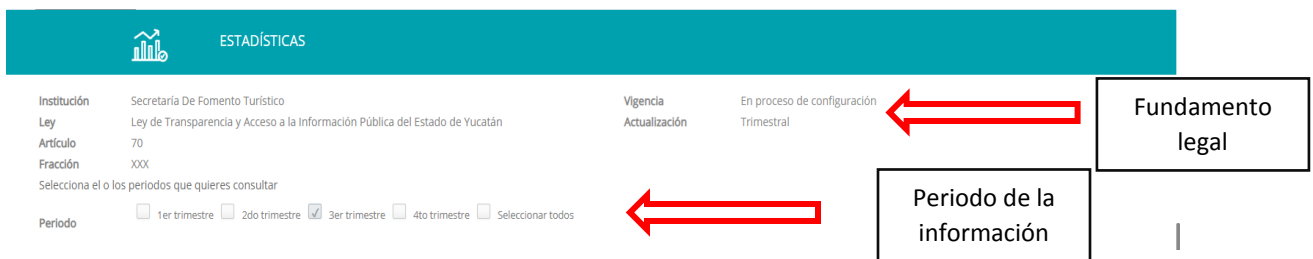 ESTADÍSTICAS
Institución Secretaría De Fomento Turístico Vigencia En proceso de configuración
Ley Ley de Transparencia y Acceso a la Información Pública del Estado de Yucatán Actualización Trimestral
Artículo 70
Fracción XXX
Selecciona el o los periodos que quieres consultar
Periodo 1er trimestre 2do trimestre 3er trimestre 4to trimestre Seleccionar todos
Fundamento
legal
Periodo de la
información